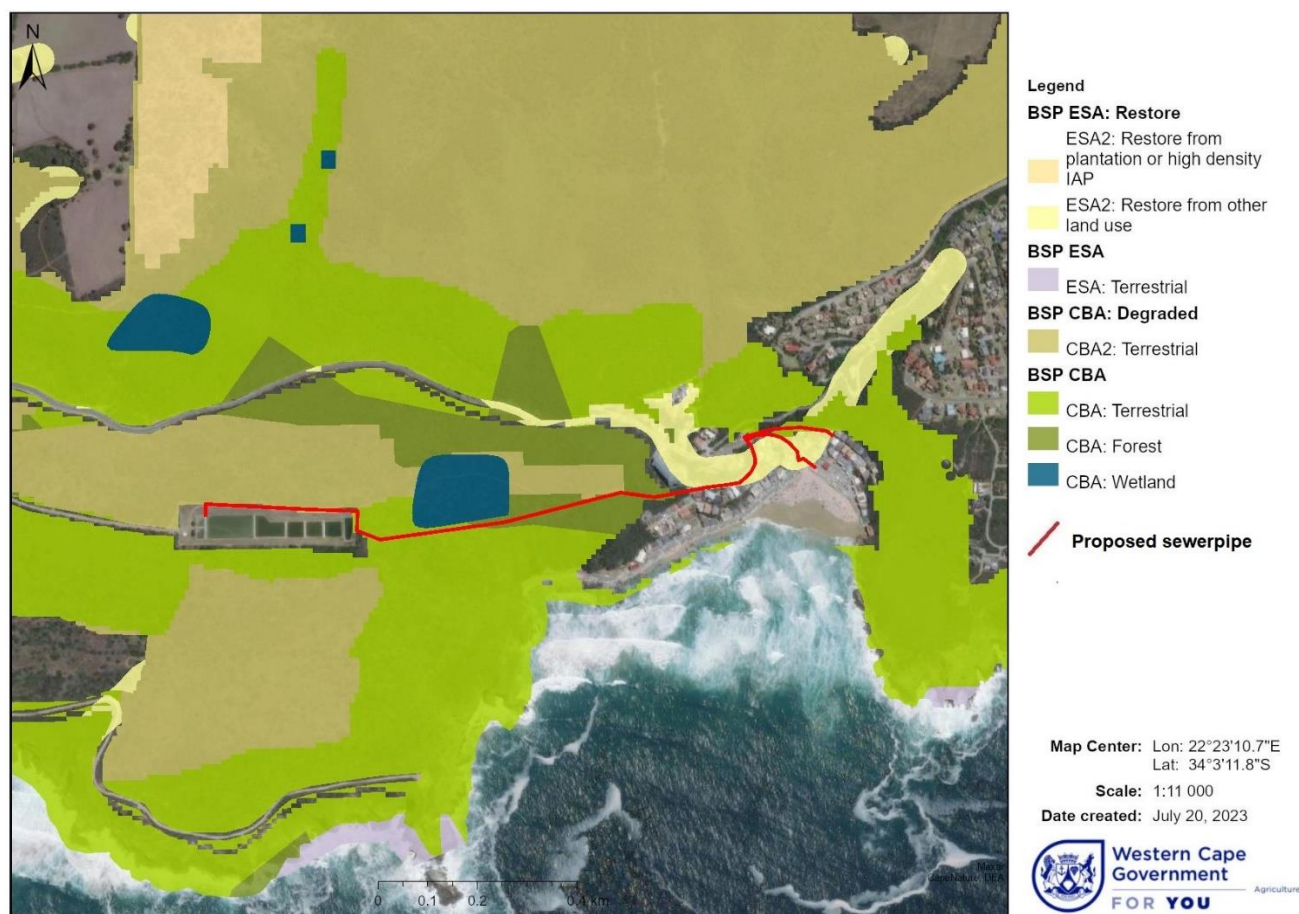 N
Legend
BSP ESA: Restore
ESA2: Restore from
plantation or high density
IAP
ESA2: Restore from other
land use
BSP ESA
ESA: Terrestrial
BSP CBA: Degraded
CBA2: Terrestrial
BSP CBA
CBA: Terrestrial
CBA: Forest
CBA: Wetland
Proposed sewerpipe
Map Center: Lon: 22°23'10.7"E
Lat: 34°3'11.8"S
Scale: 1:11 000
Date created: July 20, 2023
Western Cape
Government
Agriculture
FOR YOU
Maxar
CapeNature, DEA
0 0.1 0.2 0.4 km